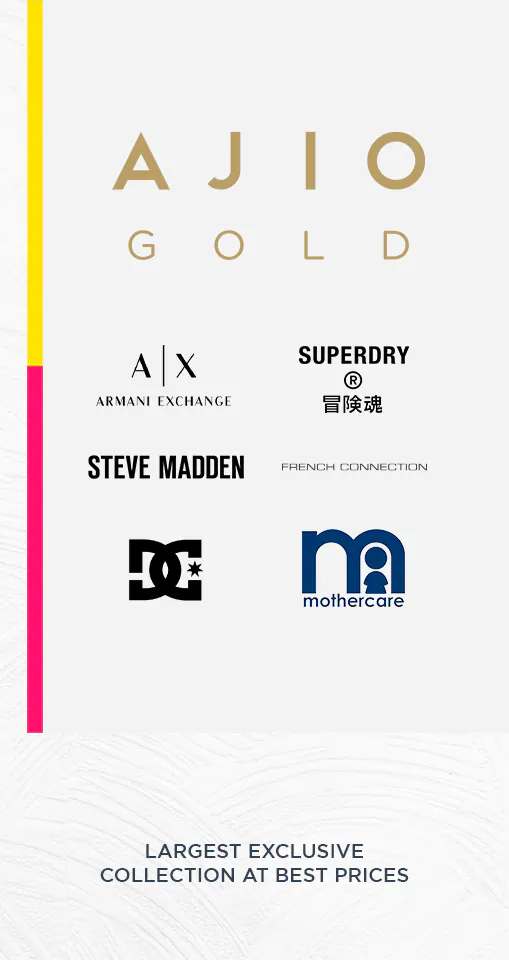 AJIO
GOLD
A|X
ARMANI EXCHANGE
SUPERDRY
®
冒険魂
STEVE MADDEN
FRENCH CONNECTION
DC
m
mothercare
LARGEST EXCLUSIVE
COLLECTION AT BEST PRICES